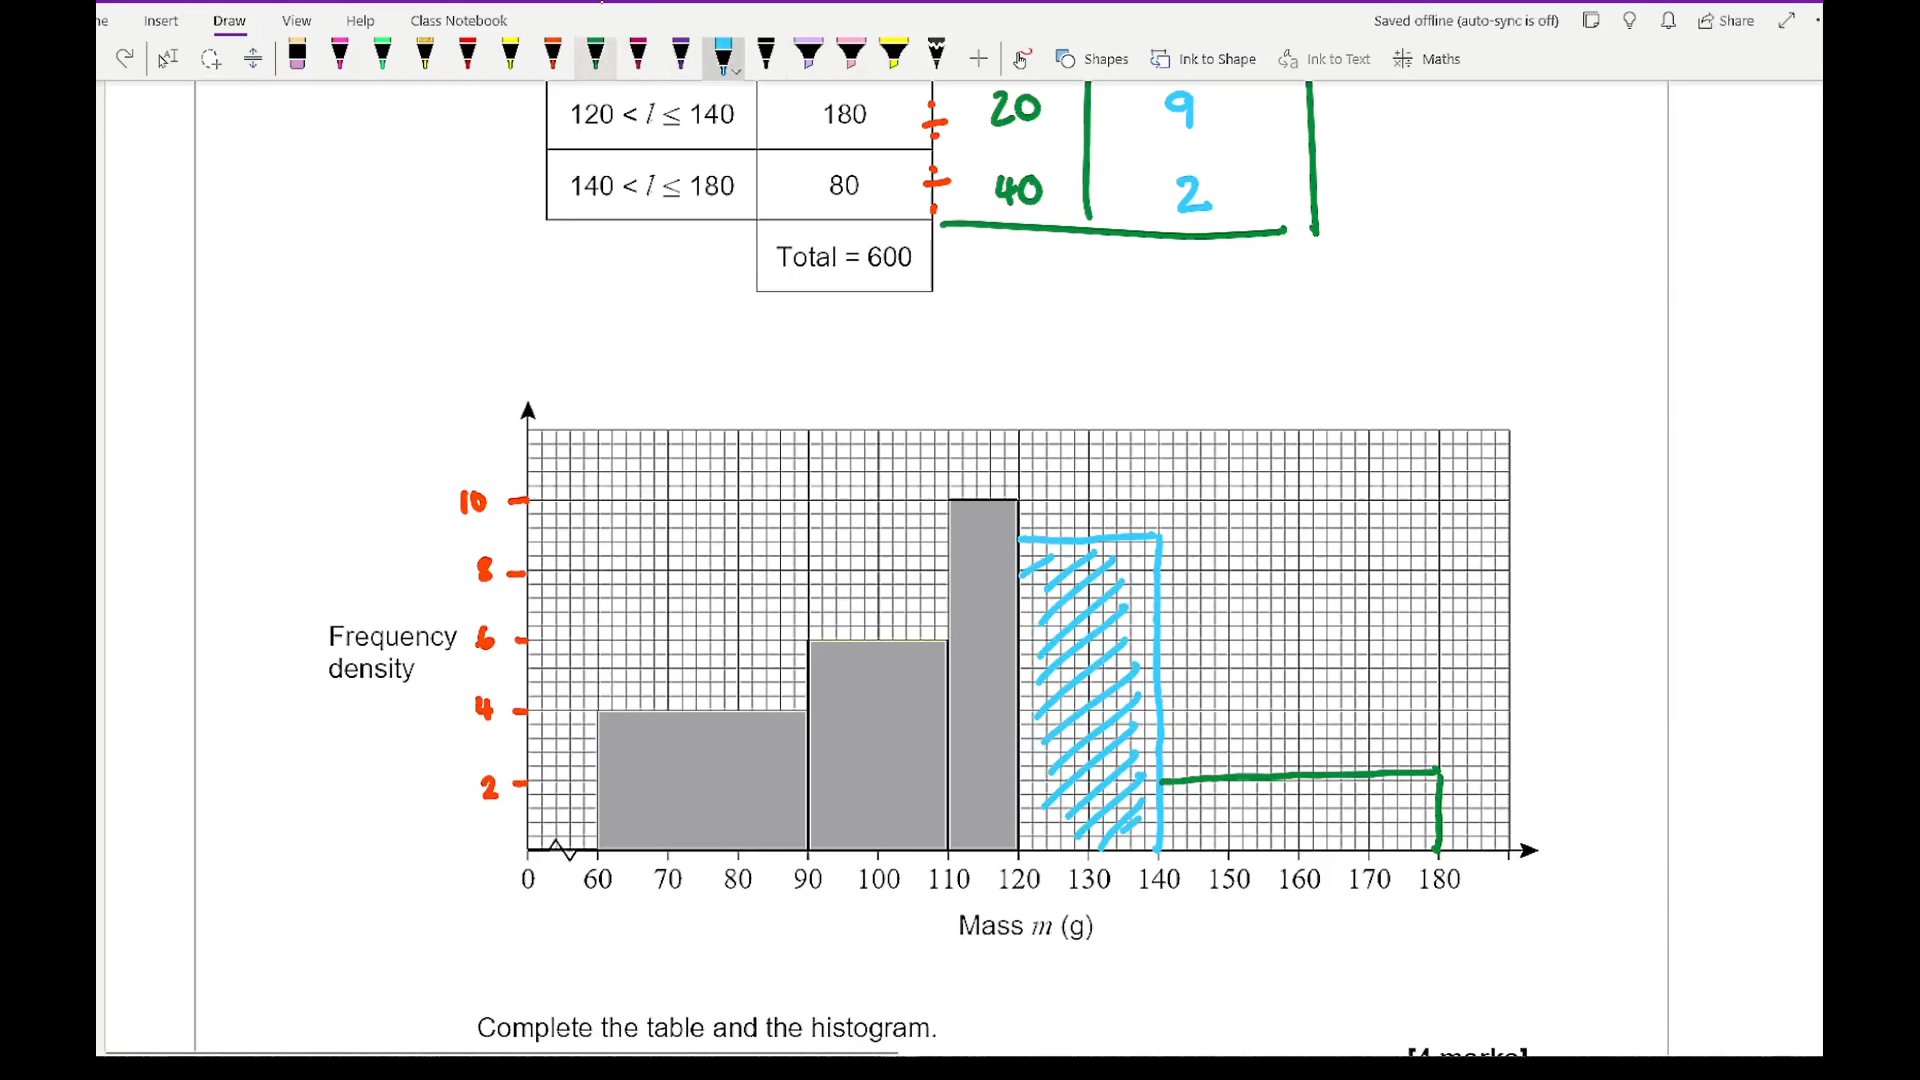 Insert Draw View Help Class Notebook Saved offline (auto-sync is off) Share
Shapes Ink to Shape Ink to Text Maths
120 < l ≤ 140 180 ÷ 20 9
140 < l ≤ 180 80 ÷ 40 2
Total = 600
10
8
Frequency 6
density
4
2
0 60 70 80 90 100 110 120 130 140 150 160 170 180
Mass m (g)
Complete the table and the histogram.
[4 marks]